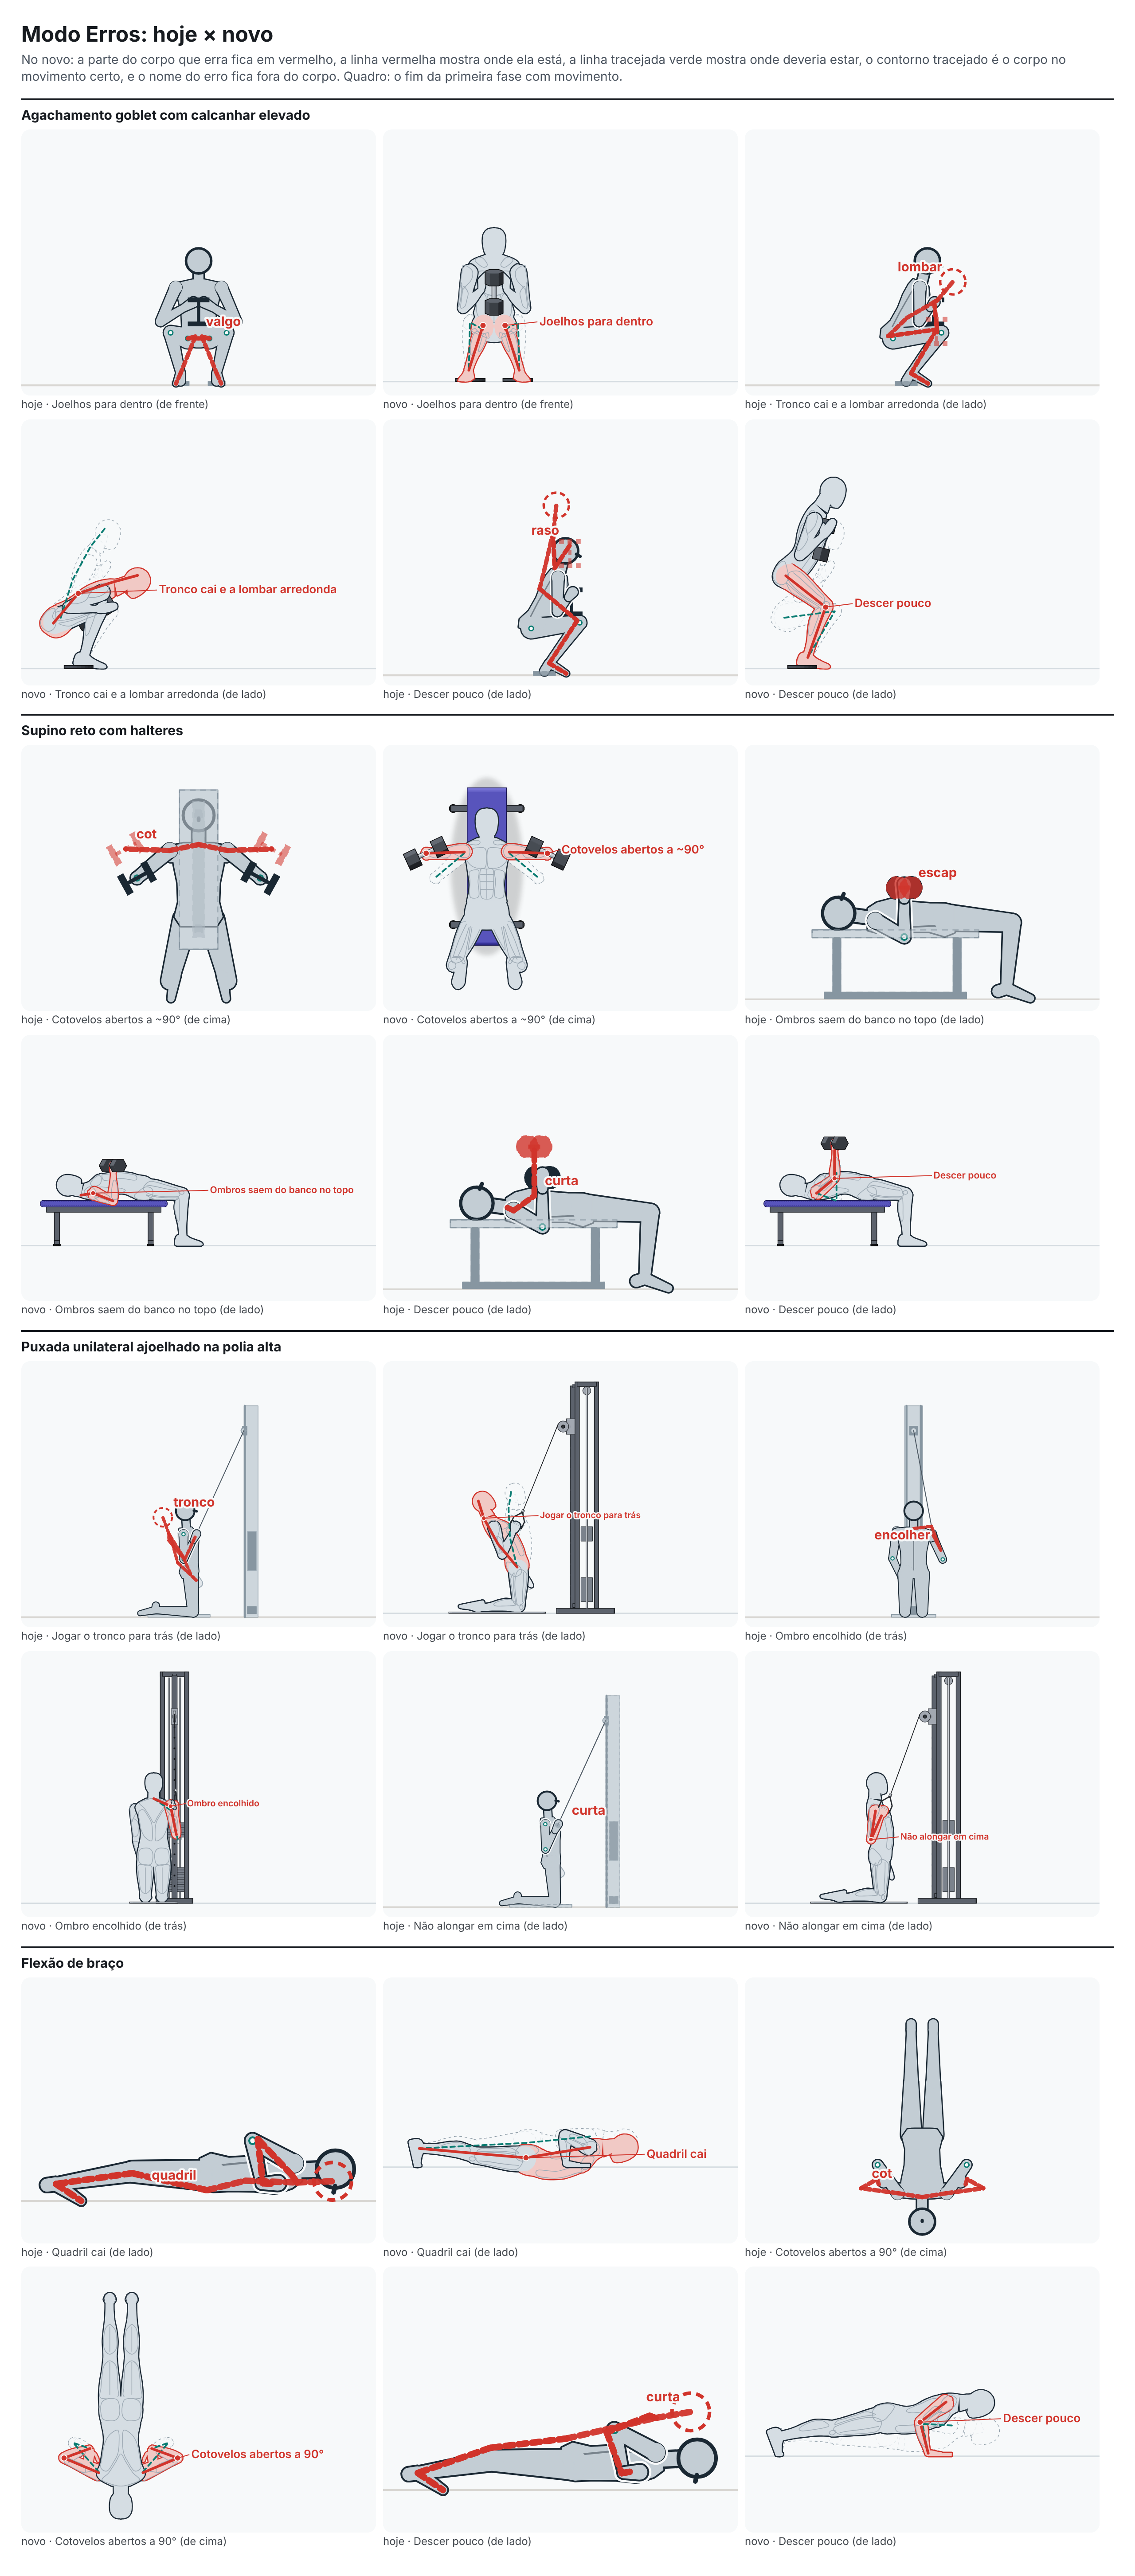 Modo Erros: hoje × novo
No novo: a parte do corpo que erra fica em vermelho, a linha vermelha mostra onde ela está, a linha tracejada verde mostra onde deveria estar, o contorno tracejado é o corpo no
movimento certo, e o nome do erro fica fora do corpo. Quadro: o fim da primeira fase com movimento.
Agachamento goblet com calcanhar elevado
valgo
Joelhos para dentro
lombar
hoje · Joelhos para dentro (de frente)
novo · Joelhos para dentro (de frente)
hoje · Tronco cai e a lombar arredonda (de lado)
Tronco cai e a lombar arredonda
raso
Descer pouco
novo · Tronco cai e a lombar arredonda (de lado)
hoje · Descer pouco (de lado)
novo · Descer pouco (de lado)
Supino reto com halteres
cot
Cotovelos abertos a ~90°
escap
hoje · Cotovelos abertos a ~90° (de cima)
novo · Cotovelos abertos a ~90° (de cima)
hoje · Ombros saem do banco no topo (de lado)
Ombros saem do banco no topo
curta
Descer pouco
novo · Ombros saem do banco no topo (de lado)
hoje · Descer pouco (de lado)
novo · Descer pouco (de lado)
Puxada unilateral ajoelhado na polia alta
tronco
Jogar o tronco para trás
encolher
hoje · Jogar o tronco para trás (de lado)
novo · Jogar o tronco para trás (de lado)
hoje · Ombro encolhido (de trás)
Ombro encolhido
curta
Não alongar em cima
novo · Ombro encolhido (de trás)
hoje · Não alongar em cima (de lado)
novo · Não alongar em cima (de lado)
Flexão de braço
quadril
Quadril cai
cot
hoje · Quadril cai (de lado)
novo · Quadril cai (de lado)
hoje · Cotovelos abertos a 90° (de cima)
Cotovelos abertos a 90°
curta
Descer pouco
novo · Cotovelos abertos a 90° (de cima)
hoje · Descer pouco (de lado)
novo · Descer pouco (de lado)